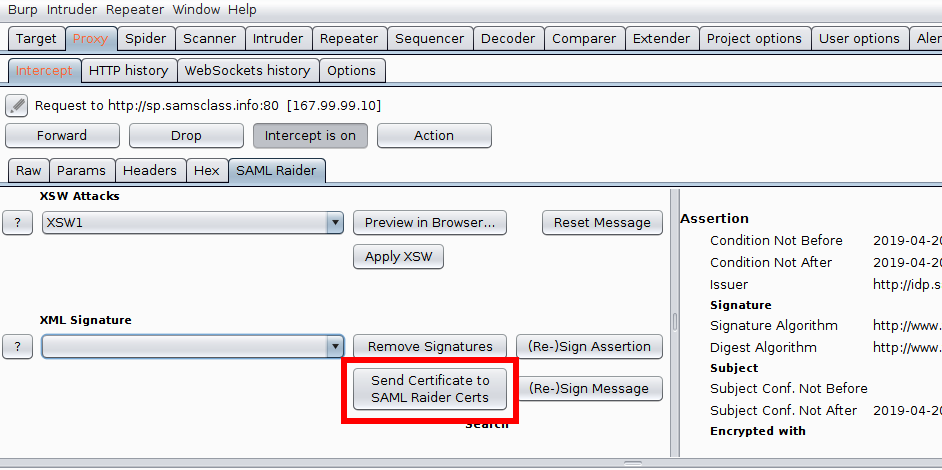 Burp Intruder Repeater Window Help
Target Proxy Spider Scanner Intruder Repeater Sequencer Decoder Comparer Extender Project options User options Aler
Intercept HTTP history WebSockets history Options
Request to http://sp.samsclass.info:80 [167.99.99.10]
Forward Drop Intercept is on Action
Raw Params Headers Hex SAML Raider
XSW Attacks
? XSW1 Preview in Browser... Reset Message
Apply XSW
XML Signature
? Remove Signatures (Re-)Sign Assertion
Send Certificate to
SAML Raider Certs
(Re-)Sign Message
Search
Assertion
Condition Not Before 2019-04-20
Condition Not After 2019-04-20
Issuer http://idp.s
Signature
Signature Algorithm http://www.
Digest Algorithm http://www.
Subject
Subject Conf. Not Before
Subject Conf. Not After 2019-04-20
Encrypted with